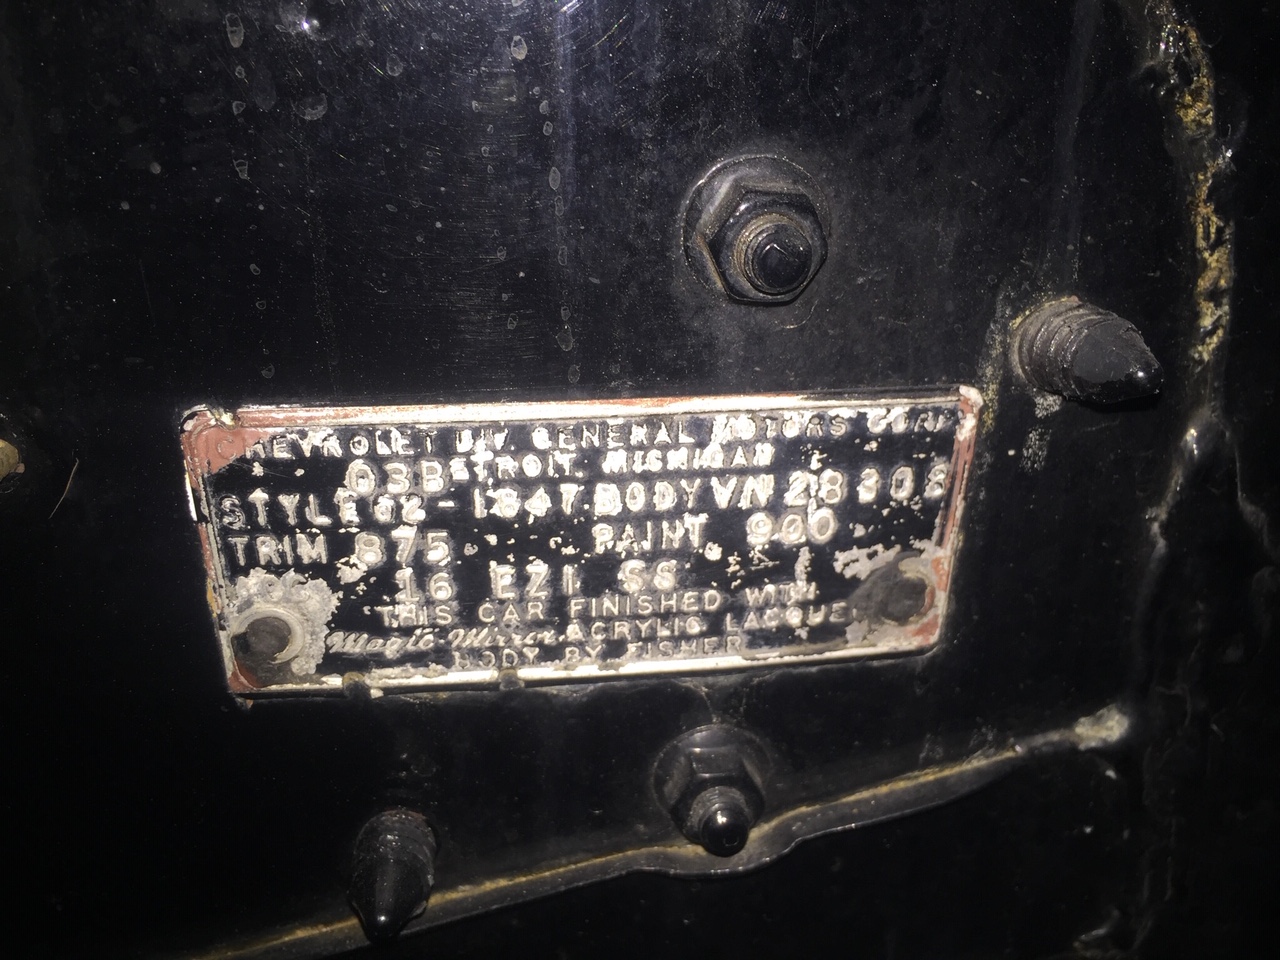 CHEVROLET DIV. GENERAL MOTORS CORP
03B DETROIT, MICHIGAN
STYLE 62-1847 BODY VN 28308
TRIM 875 PAINT 900
16 EZI SS
THIS CAR FINISHED WITH
Magic-Mirror ACRYLIC LACQUER
BODY BY FISHER